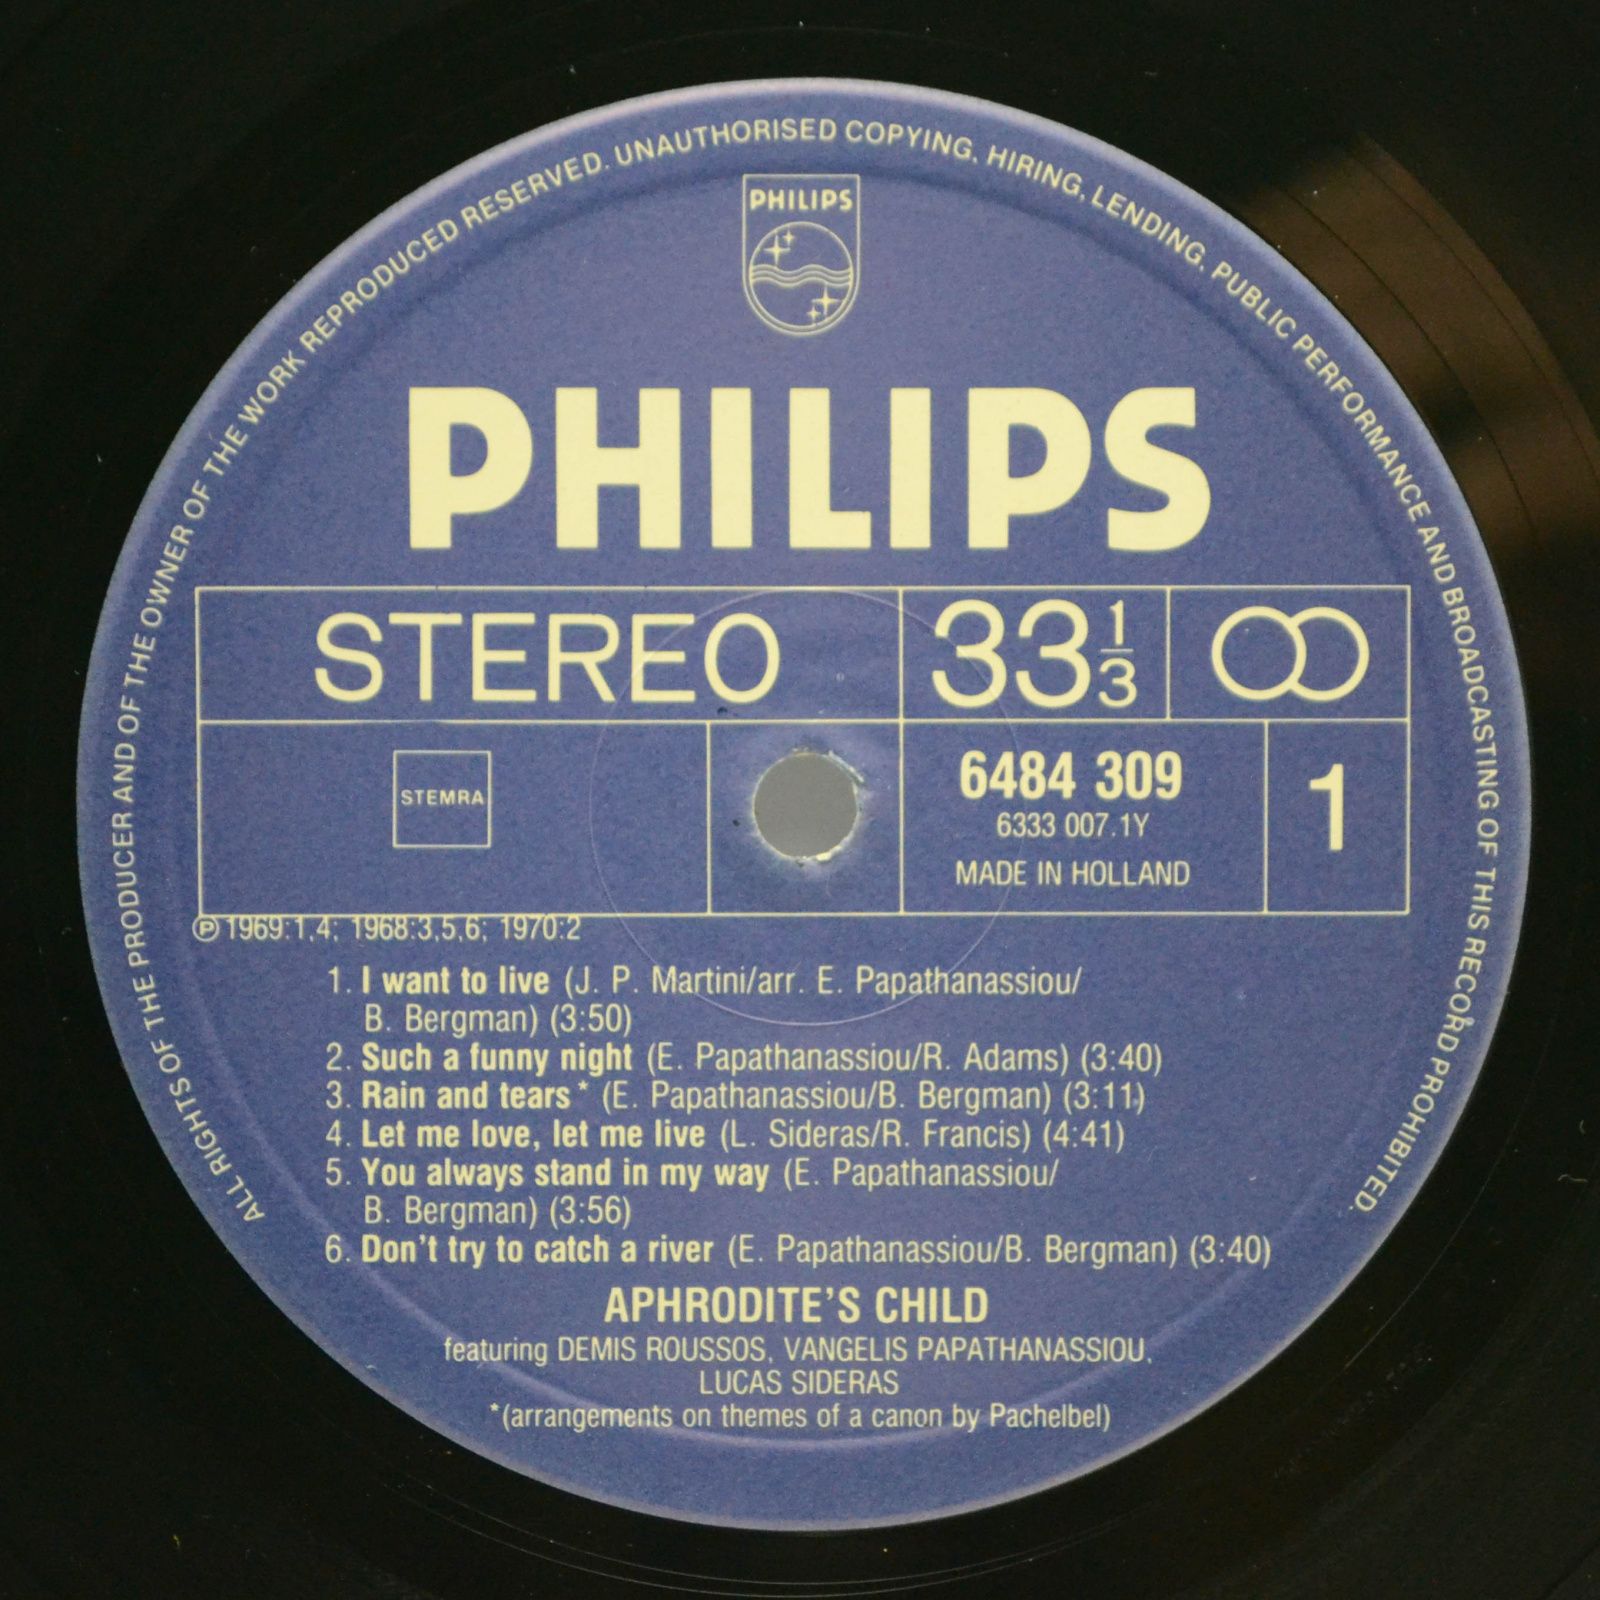 ALL RIGHTS OF THE PRODUCER AND OF THE OWNER OF THE WORK REPRODUCED RESERVED. UNAUTHORISED COPYING, HIRING, LENDING, PUBLIC PERFORMANCE AND BROADCASTING OF THIS RECORD PROHIBITED.
PHILIPS
PHILIPS
STEREO 33 1/3
STEMRA
6484 309 1
6333 007.1Y
MADE IN HOLLAND
℗ 1969:1,4; 1968:3,5,6; 1970:2
1. I want to live (J. P. Martini/arr. E. Papathanassiou/
B. Bergman) (3:50)
2. Such a funny night (E. Papathanassiou/R. Adams) (3:40)
3. Rain and tears* (E. Papathanassiou/B. Bergman) (3:11)
4. Let me love, let me live (L. Sideras/R. Francis) (4:41)
5. You always stand in my way (E. Papathanassiou/
B. Bergman) (3:56)
6. Don't try to catch a river (E. Papathanassiou/B. Bergman) (3:40)
APHRODITE'S CHILD
featuring DEMIS ROUSSOS, VANGELIS PAPATHANASSIOU,
LUCAS SIDERAS
*(arrangements on themes of a canon by Pachelbel)